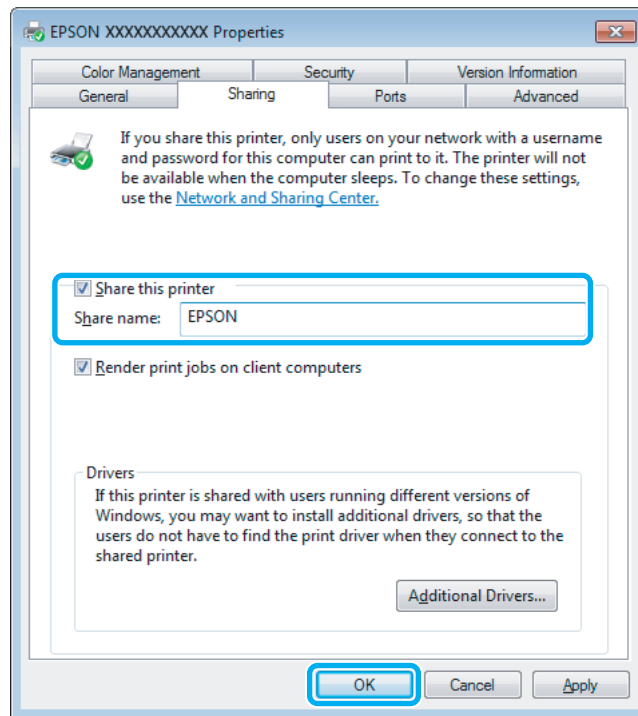 EPSON XXXXXXXXXXX Properties
Color Management Security Version Information
General Sharing Ports Advanced
If you share this printer, only users on your network with a username
and password for this computer can print to it. The printer will not
be available when the computer sleeps. To change these settings,
use the Network and Sharing Center.
Share this printer
Share name: EPSON
Render print jobs on client computers
Drivers
If this printer is shared with users running different versions of
Windows, you may want to install additional drivers, so that the
users do not have to find the print driver when they connect to the
shared printer.
Additional Drivers...
OK Cancel Apply